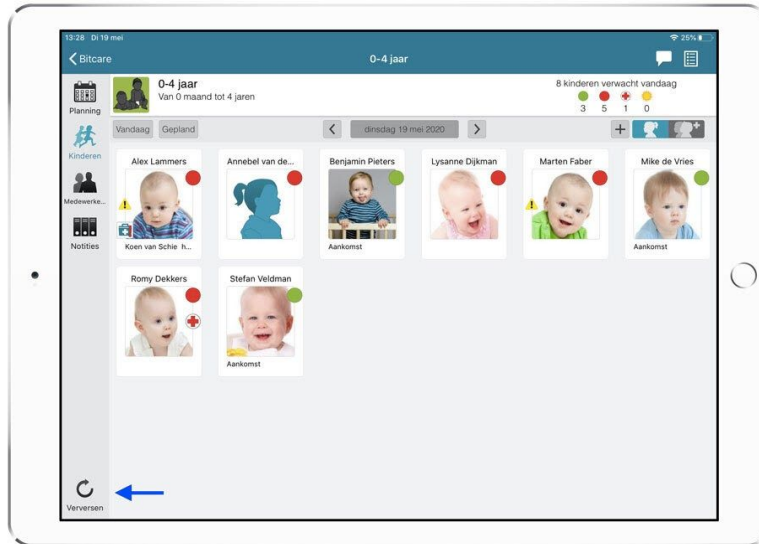 13:28 Di 19 mei
25%
Bitcare
0-4 jaar
0-4 jaar
Van 0 maand tot 4 jaren
8 kinderen verwacht vandaag
3 5 1 0
Planning
Vandaag Gepland
dinsdag 19 mei 2020
+
Kinderen
Alex Lammers
Annebel van de...
Benjamin Pieters
Lysanne Dijkman
Marten Faber
Mike de Vries
Medewerke...
Notities
Koen van Schie h...
Aankomst
Aankomst
Romy Dekkers
Stefan Veldman
Aankomst
Verversen